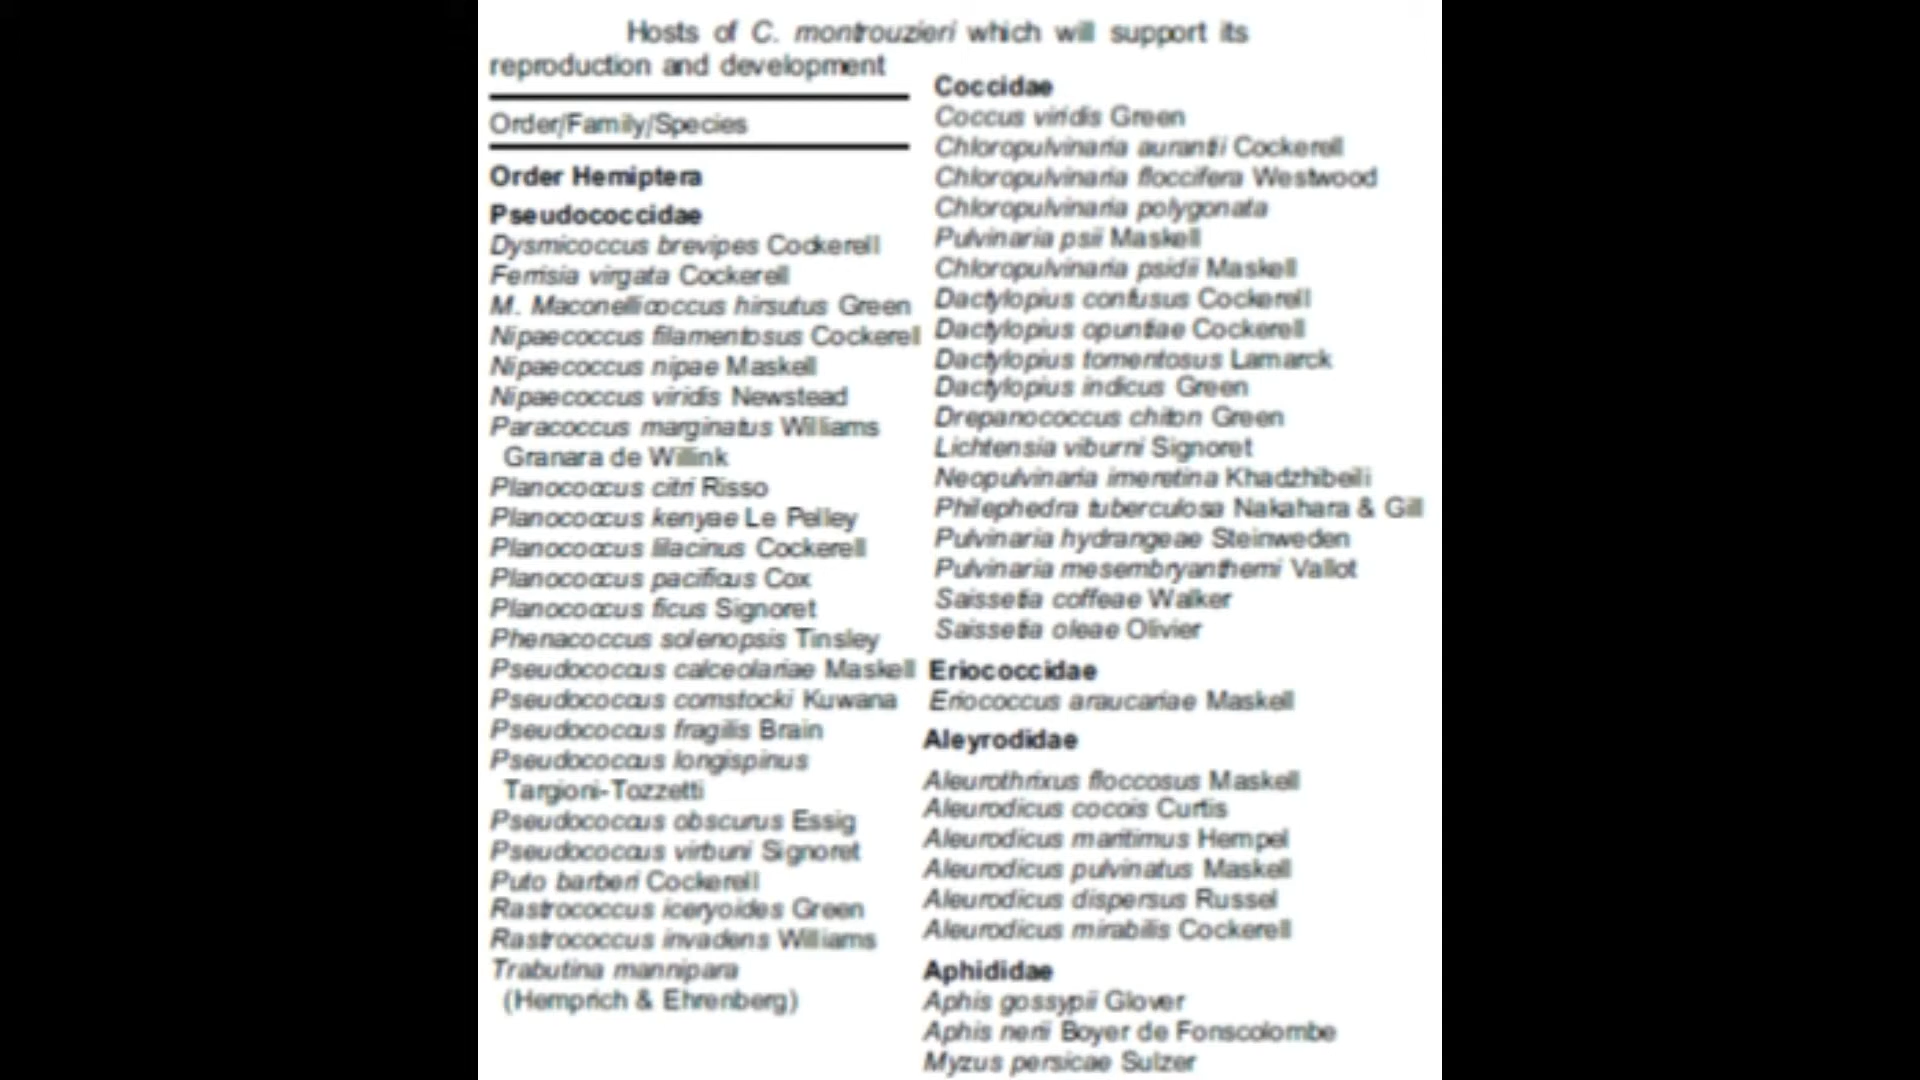 Hosts of C. montrouzieri which will support its
reproduction and development
Order/Family/Species
Order Hemiptera
Pseudococcidae
Dysmicoccus brevipes Cockerell
Ferrisia virgata Cockerell
M. Maconellicoccus hirsutus Green
Nipaecoccus filamentosus Cockerell
Nipaecoccus nipae Maskell
Nipaecoccus viridis Newstead
Paracoccus marginatus Williams
Granara de Willink
Planococcus citri Risso
Planococcus kenyae Le Pelley
Planococcus lilacinus Cockerell
Planococcus pacificus Cox
Planococcus ficus Signoret
Phenacoccus solenopsis Tinsley
Pseudococcus calceolariae Maskell
Pseudococcus comstocki Kuwana
Pseudococcus fragilis Brain
Pseudococcus longispinus
Targioni-Tozzetti
Pseudococcus obscurus Essig
Pseudococcus virbuni Signoret
Puto barberi Cockerell
Rastrococcus iceryoides Green
Rastrococcus invadens Williams
Trabutina mannipara
(Hemprich & Ehrenberg)
Coccidae
Coccus viridis Green
Chloropulvinaria aurantii Cockerell
Chloropulvinaria floccifera Westwood
Chloropulvinaria polygonata
Pulvinaria psii Maskell
Chloropulvinaria psidii Maskell
Dactylopius confusus Cockerell
Dactylopius opuntiae Cockerell
Dactylopius tomentosus Lamarck
Dactylopius indicus Green
Drepanococcus chiton Green
Lichtensia viburni Signoret
Neopulvinaria imeretina Khadzhibeili
Philephedra tuberculosa Nakahara & Gill
Pulvinaria hydrangeae Steinweden
Pulvinaria mesembryanthemi Vallot
Saissetia coffeae Walker
Saissetia oleae Olivier
Eriococcidae
Eriococcus araucariae Maskell
Aleyrodidae
Aleurothrixus floccosus Maskell
Aleurodicus cocois Curtis
Aleurodicus maritimus Hempel
Aleurodicus pulvinatus Maskell
Aleurodicus dispersus Russel
Aleurodicus mirabilis Cockerell
Aphididae
Aphis gossypii Glover
Aphis nerii Boyer de Fonscolombe
Myzus persicae Sulzer